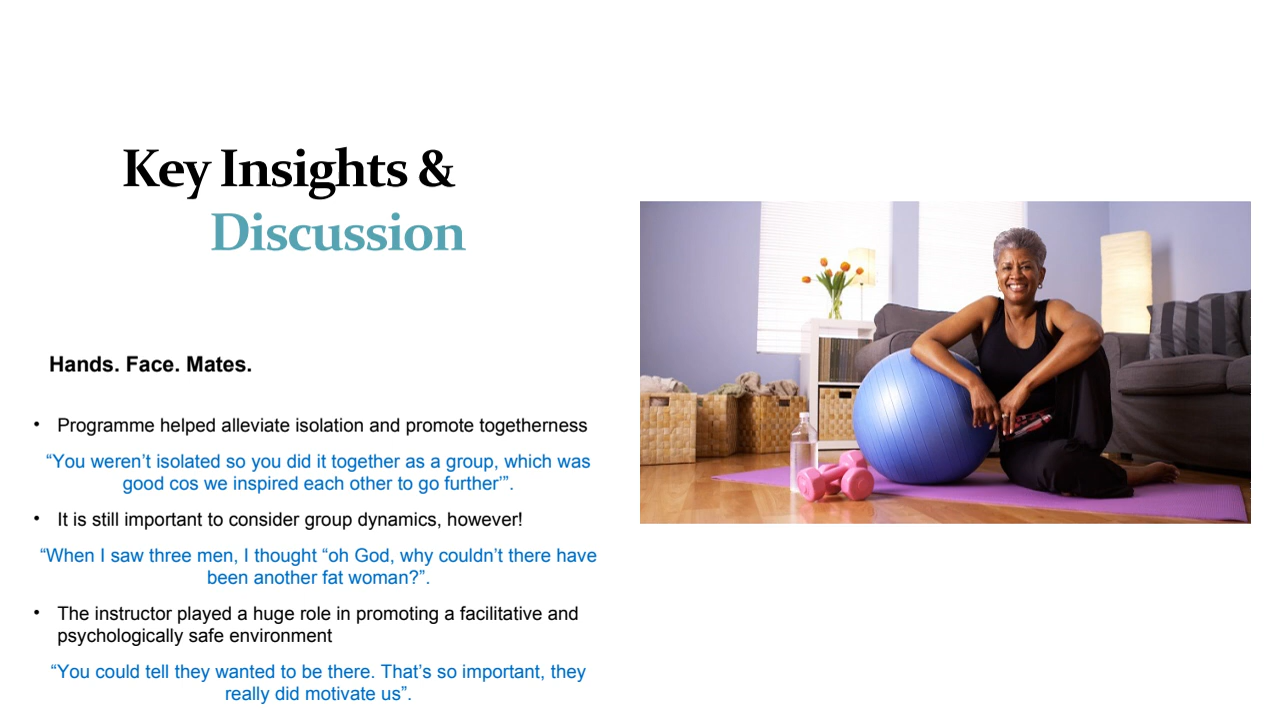 Key Insights &
Discussion
Hands. Face. Mates.
• Programme helped alleviate isolation and promote togetherness
“You weren’t isolated so you did it together as a group, which was
good cos we inspired each other to go further’”.
• It is still important to consider group dynamics, however!
“When I saw three men, I thought “oh God, why couldn’t there have
been another fat woman?”.
• The instructor played a huge role in promoting a facilitative and
psychologically safe environment
“You could tell they wanted to be there. That’s so important, they
really did motivate us”.